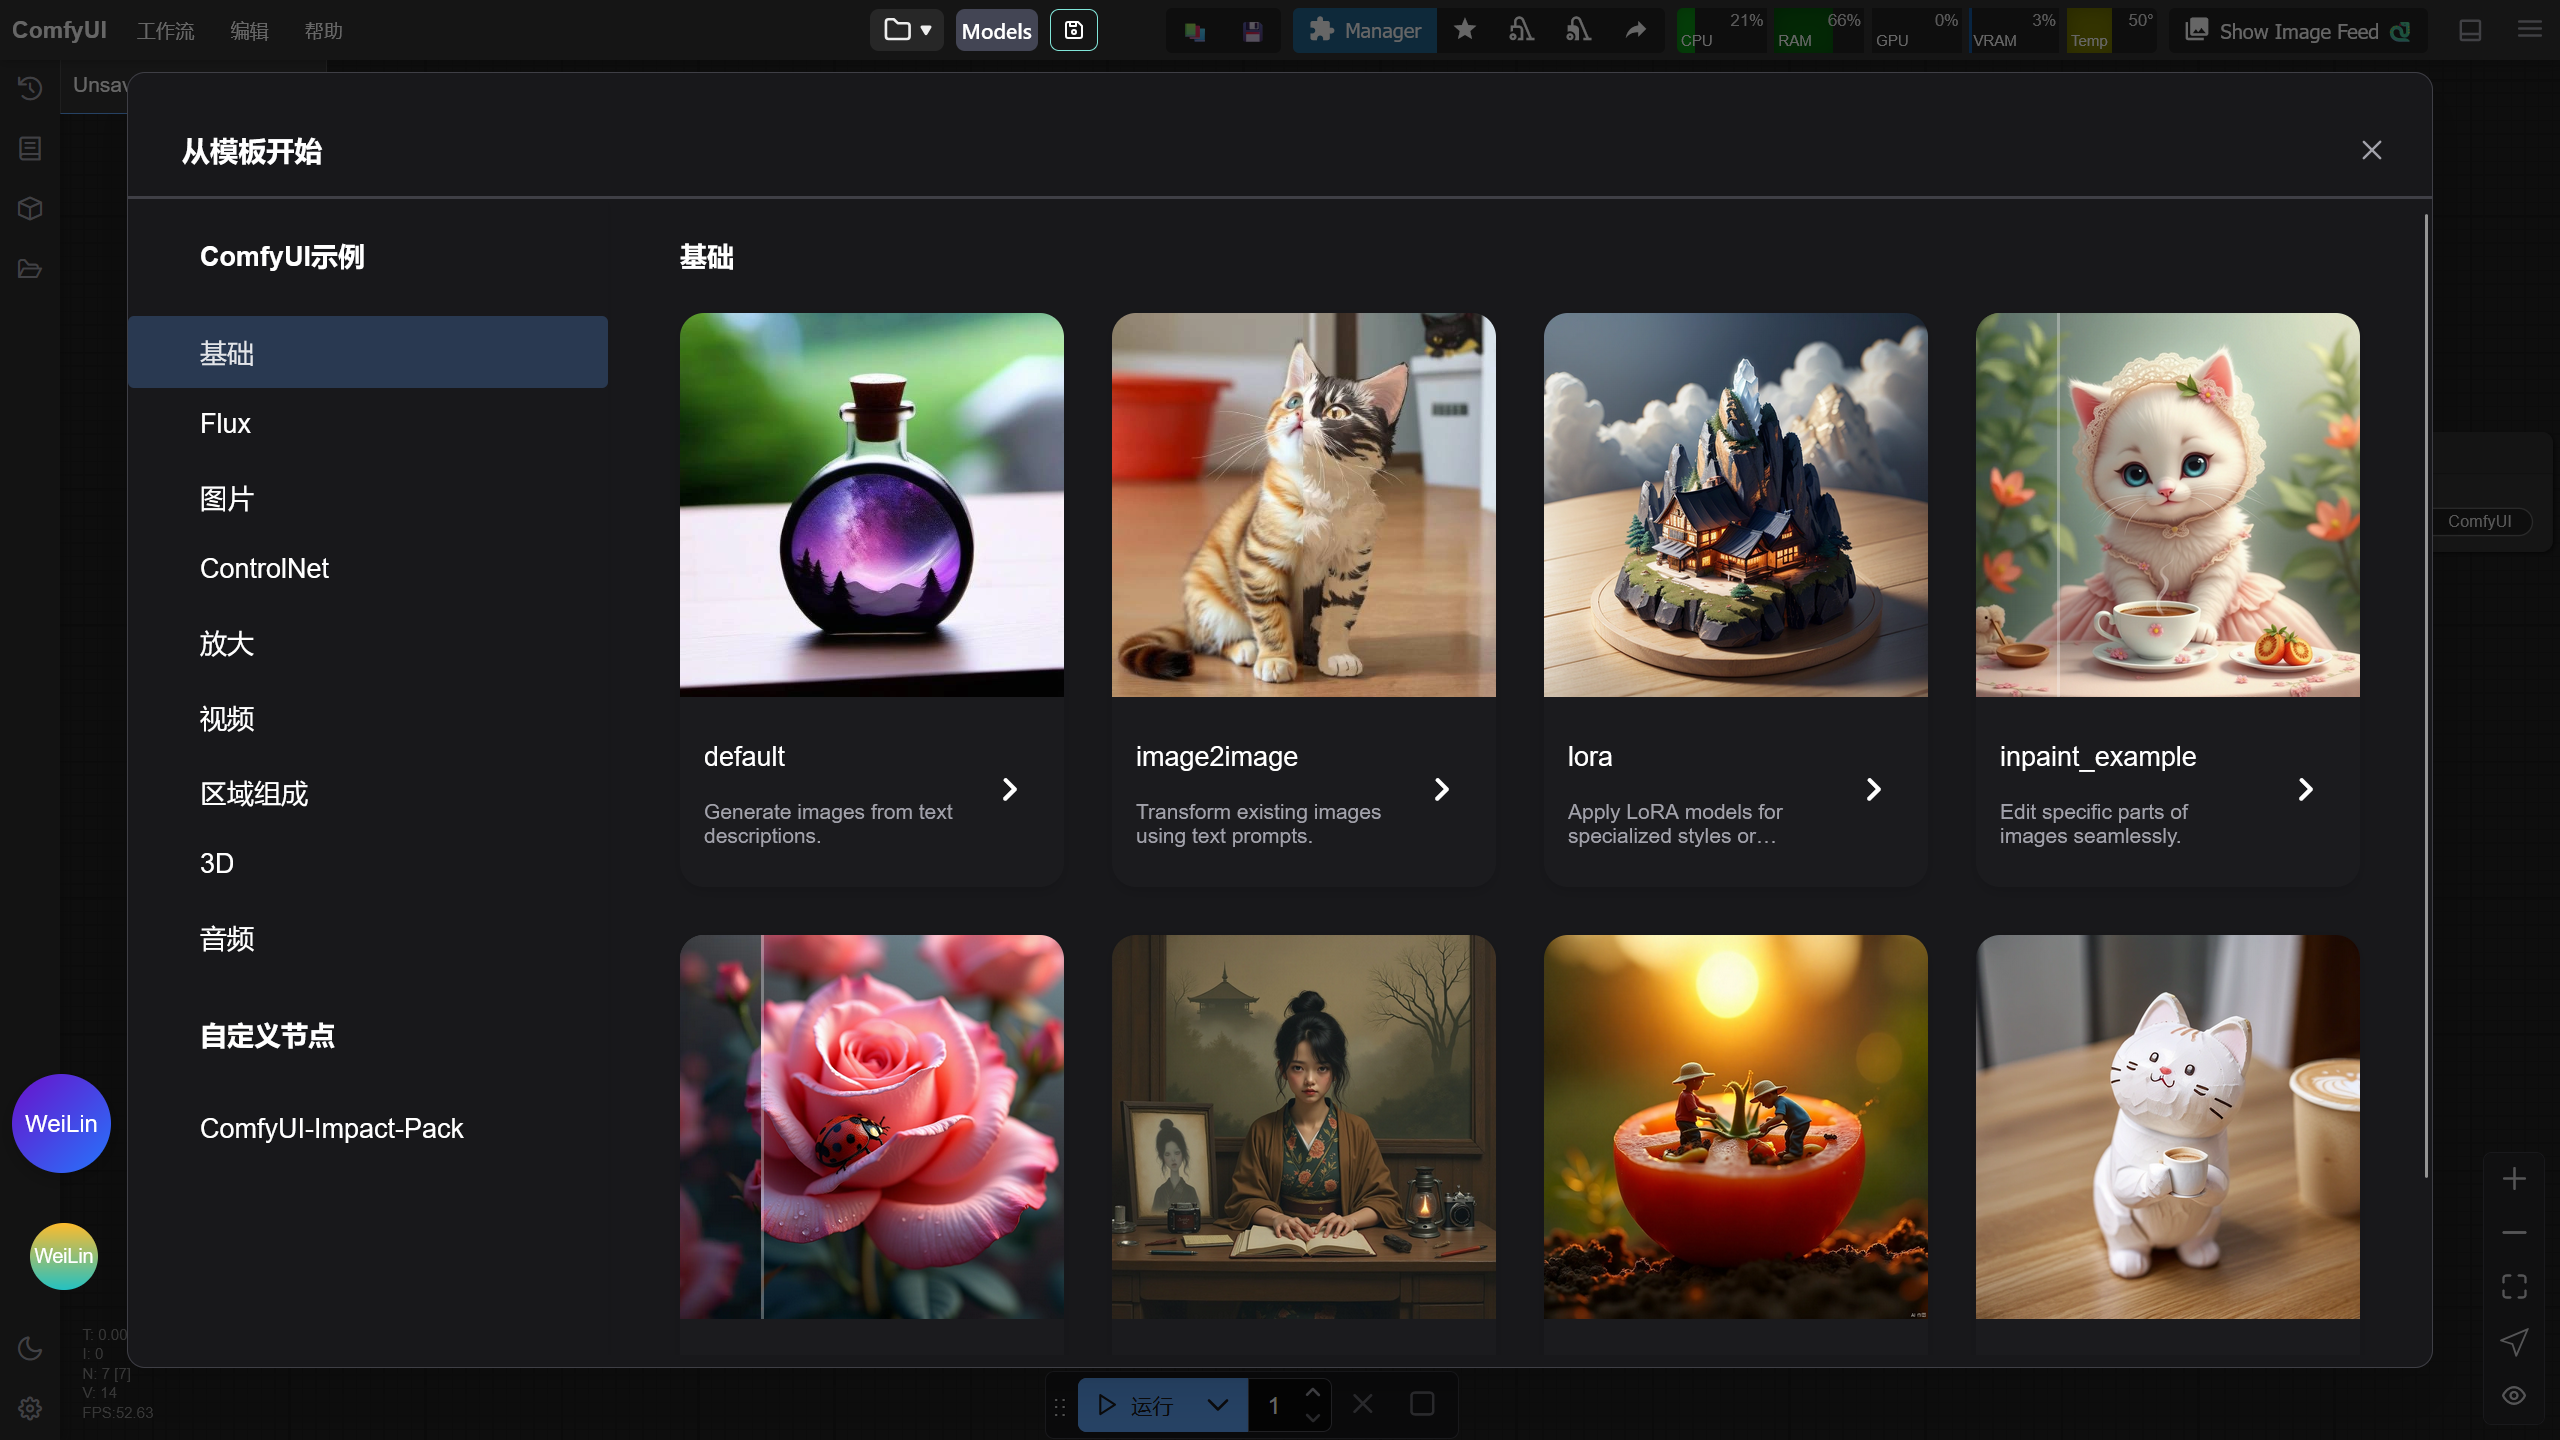 ComfyUI 工作流 编辑 帮助
Models
Manager
21% CPU
66% RAM
0% GPU
3% VRAM
50° Temp
Show Image Feed
Unsav
从模板开始
ComfyUI示例
基础
Flux
图片
ControlNet
放大
视频
区域组成
3D
音频
自定义节点
ComfyUI-Impact-Pack
基础
default
Generate images from text
descriptions.
image2image
Transform existing images
using text prompts.
lora
Apply LoRA models for
specialized styles or…
inpaint_example
Edit specific parts of
images seamlessly.
ComfyUI
WeiLin
WeiLin
T: 0.00
I: 0
N: 7 [7]
V: 14
FPS:52.63
运行
1